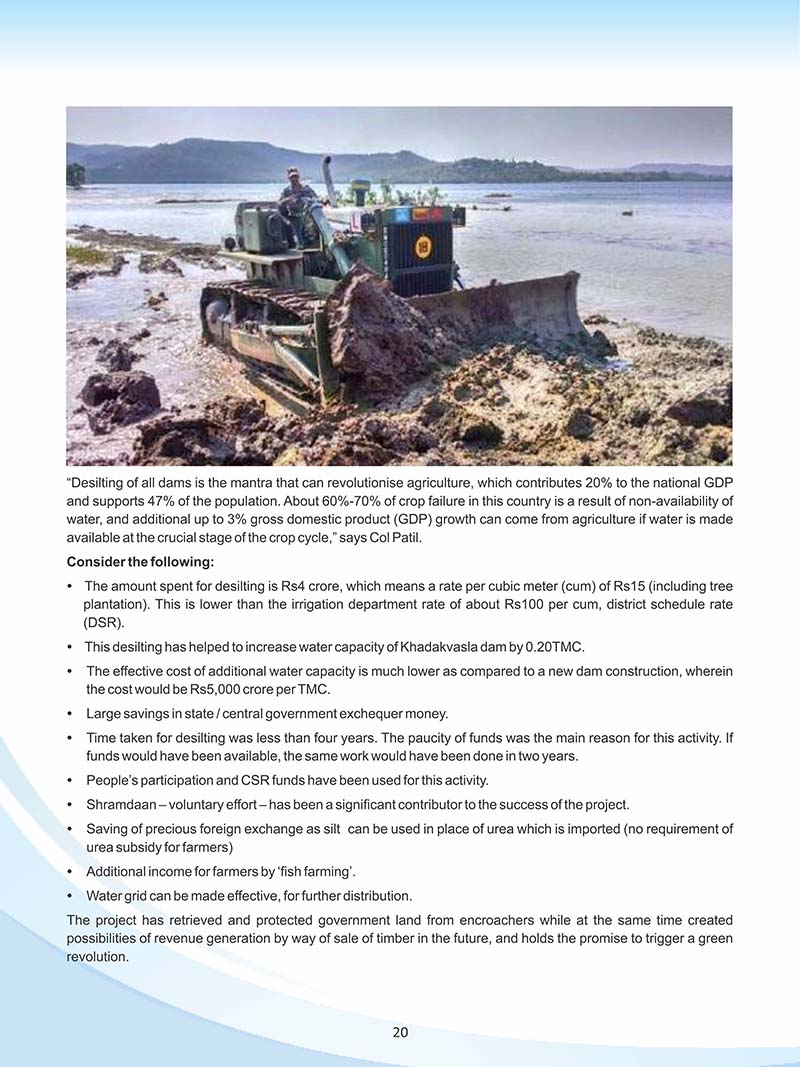 18
“Desilting of all dams is the mantra that can revolutionise agriculture, which contributes 20% to the national GDP
and supports 47% of the population. About 60%-70% of crop failure in this country is a result of non-availability of
water, and additional up to 3% gross domestic product (GDP) growth can come from agriculture if water is made
available at the crucial stage of the crop cycle,” says Col Patil.
Consider the following:
• The amount spent for desilting is Rs4 crore, which means a rate per cubic meter (cum) of Rs15 (including tree
plantation). This is lower than the irrigation department rate of about Rs100 per cum, district schedule rate
(DSR).
• This desilting has helped to increase water capacity of Khadakvasla dam by 0.20TMC.
• The effective cost of additional water capacity is much lower as compared to a new dam construction, wherein
the cost would be Rs5,000 crore per TMC.
• Large savings in state / central government exchequer money.
• Time taken for desilting was less than four years. The paucity of funds was the main reason for this activity. If
funds would have been available, the same work would have been done in two years.
• People’s participation and CSR funds have been used for this activity.
• Shramdaan – voluntary effort – has been a significant contributor to the success of the project.
• Saving of precious foreign exchange as silt can be used in place of urea which is imported (no requirement of
urea subsidy for farmers)
• Additional income for farmers by ‘fish farming’.
• Water grid can be made effective, for further distribution.
The project has retrieved and protected government land from encroachers while at the same time created
possibilities of revenue generation by way of sale of timber in the future, and holds the promise to trigger a green
revolution.
20